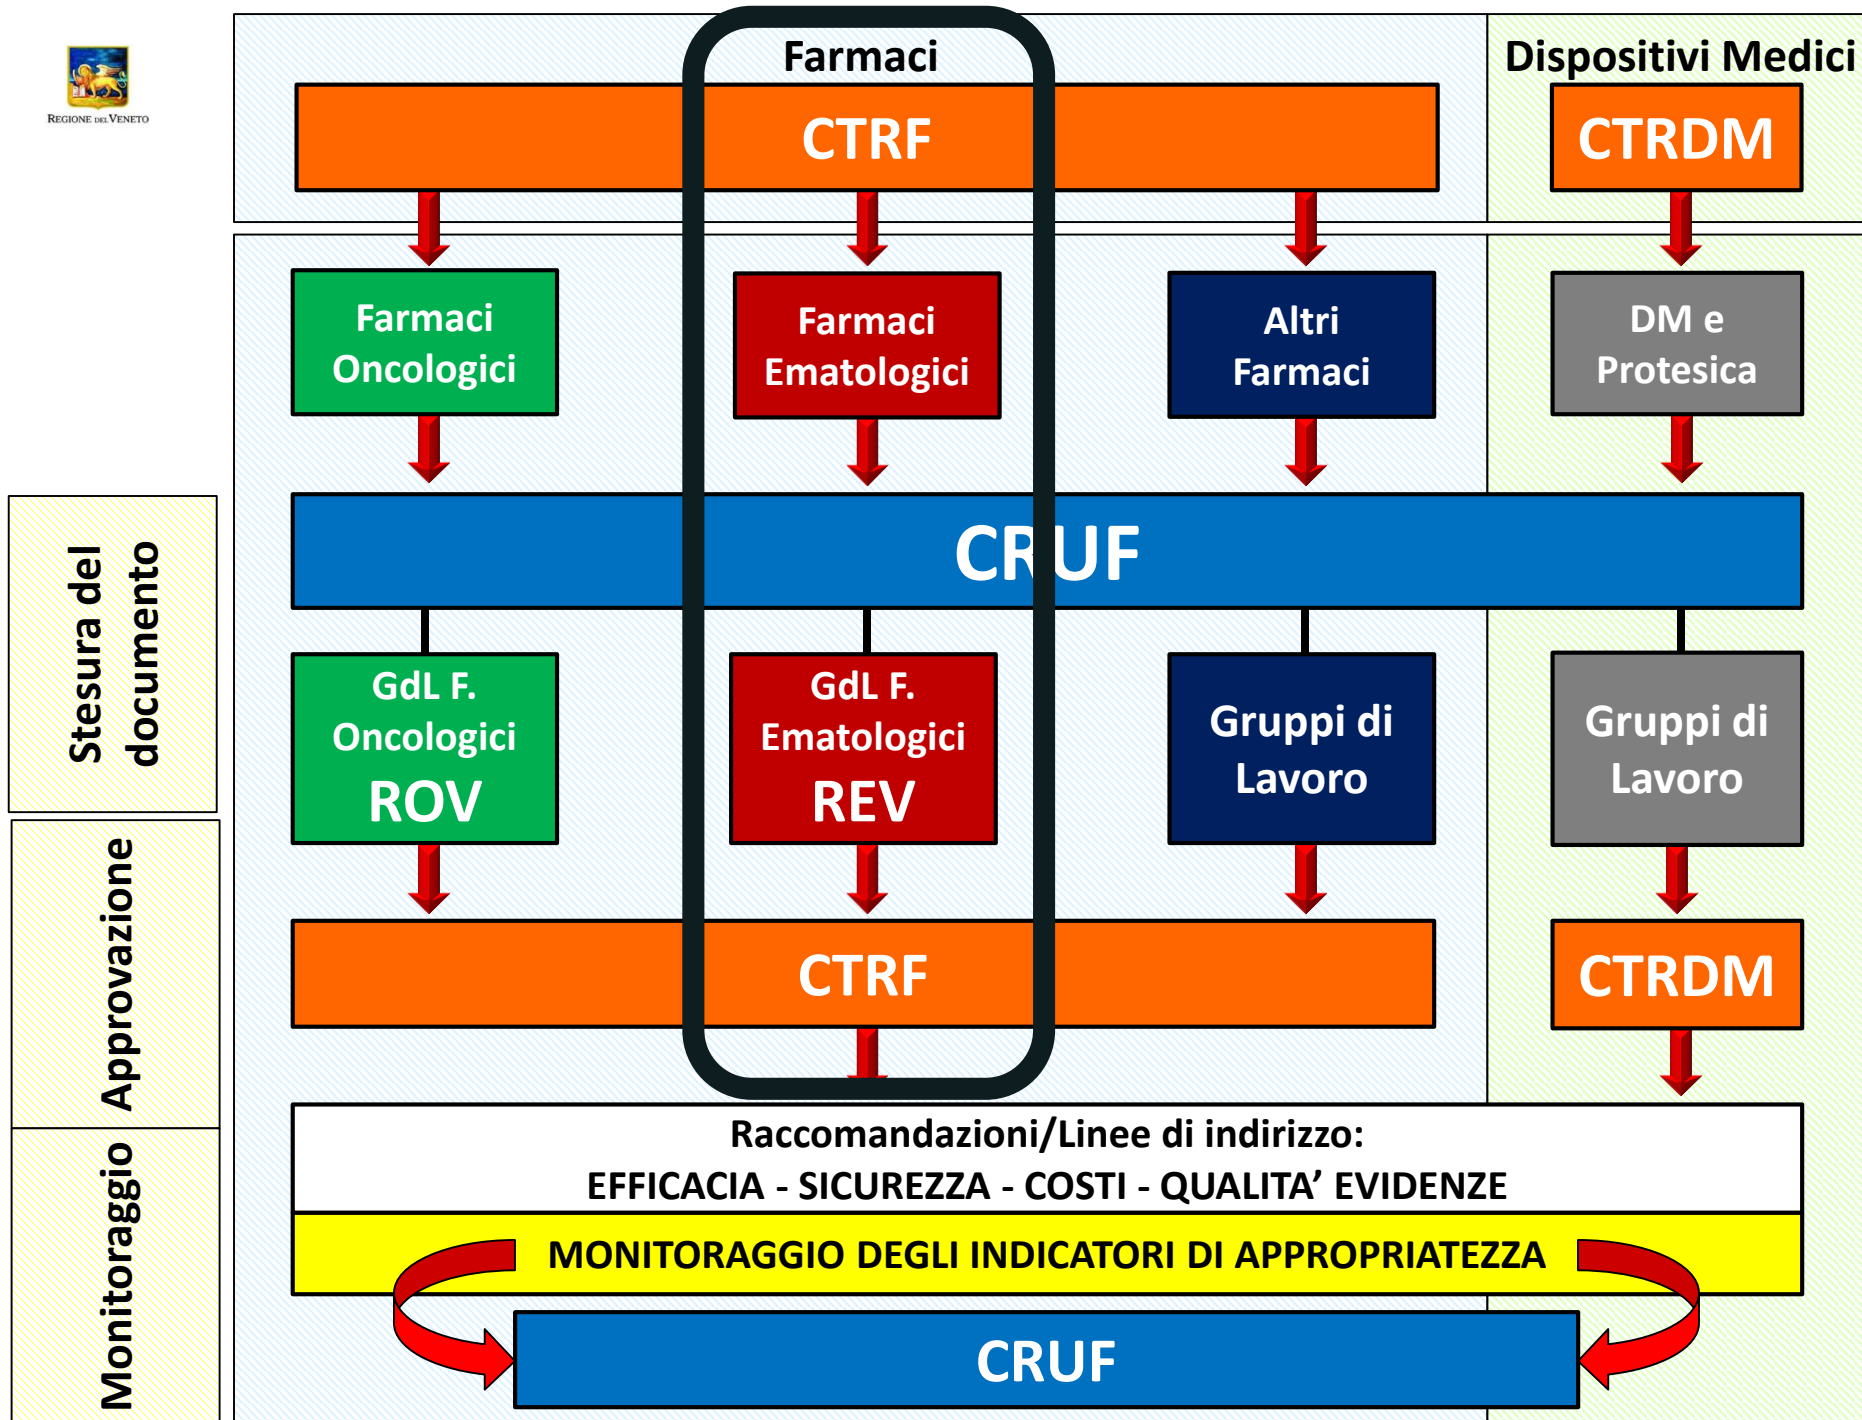 REGIONE DEL VENETO
Farmaci
Dispositivi Medici
CTRF
CTRDM
Farmaci
Oncologici
Farmaci
Ematologici
Altri
Farmaci
DM e
Protesica
Stesura del
documento
CRUF
GdL F.
Oncologici
ROV
GdL F.
Ematologici
REV
Gruppi di
Lavoro
Gruppi di
Lavoro
Approvazione
CTRF
CTRDM
Monitoraggio
Raccomandazioni/Linee di indirizzo:
EFFICACIA - SICUREZZA - COSTI - QUALITA’ EVIDENZE
MONITORAGGIO DEGLI INDICATORI DI APPROPRIATEZZA
CRUF